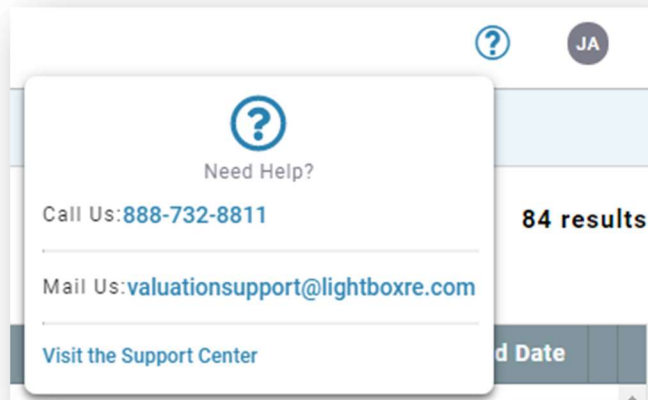 ?
JA
?
Need Help?
Call Us:888-732-8811
84 results
Mail Us:valuationsupport@lightboxre.com
Visit the Support Center
d Date